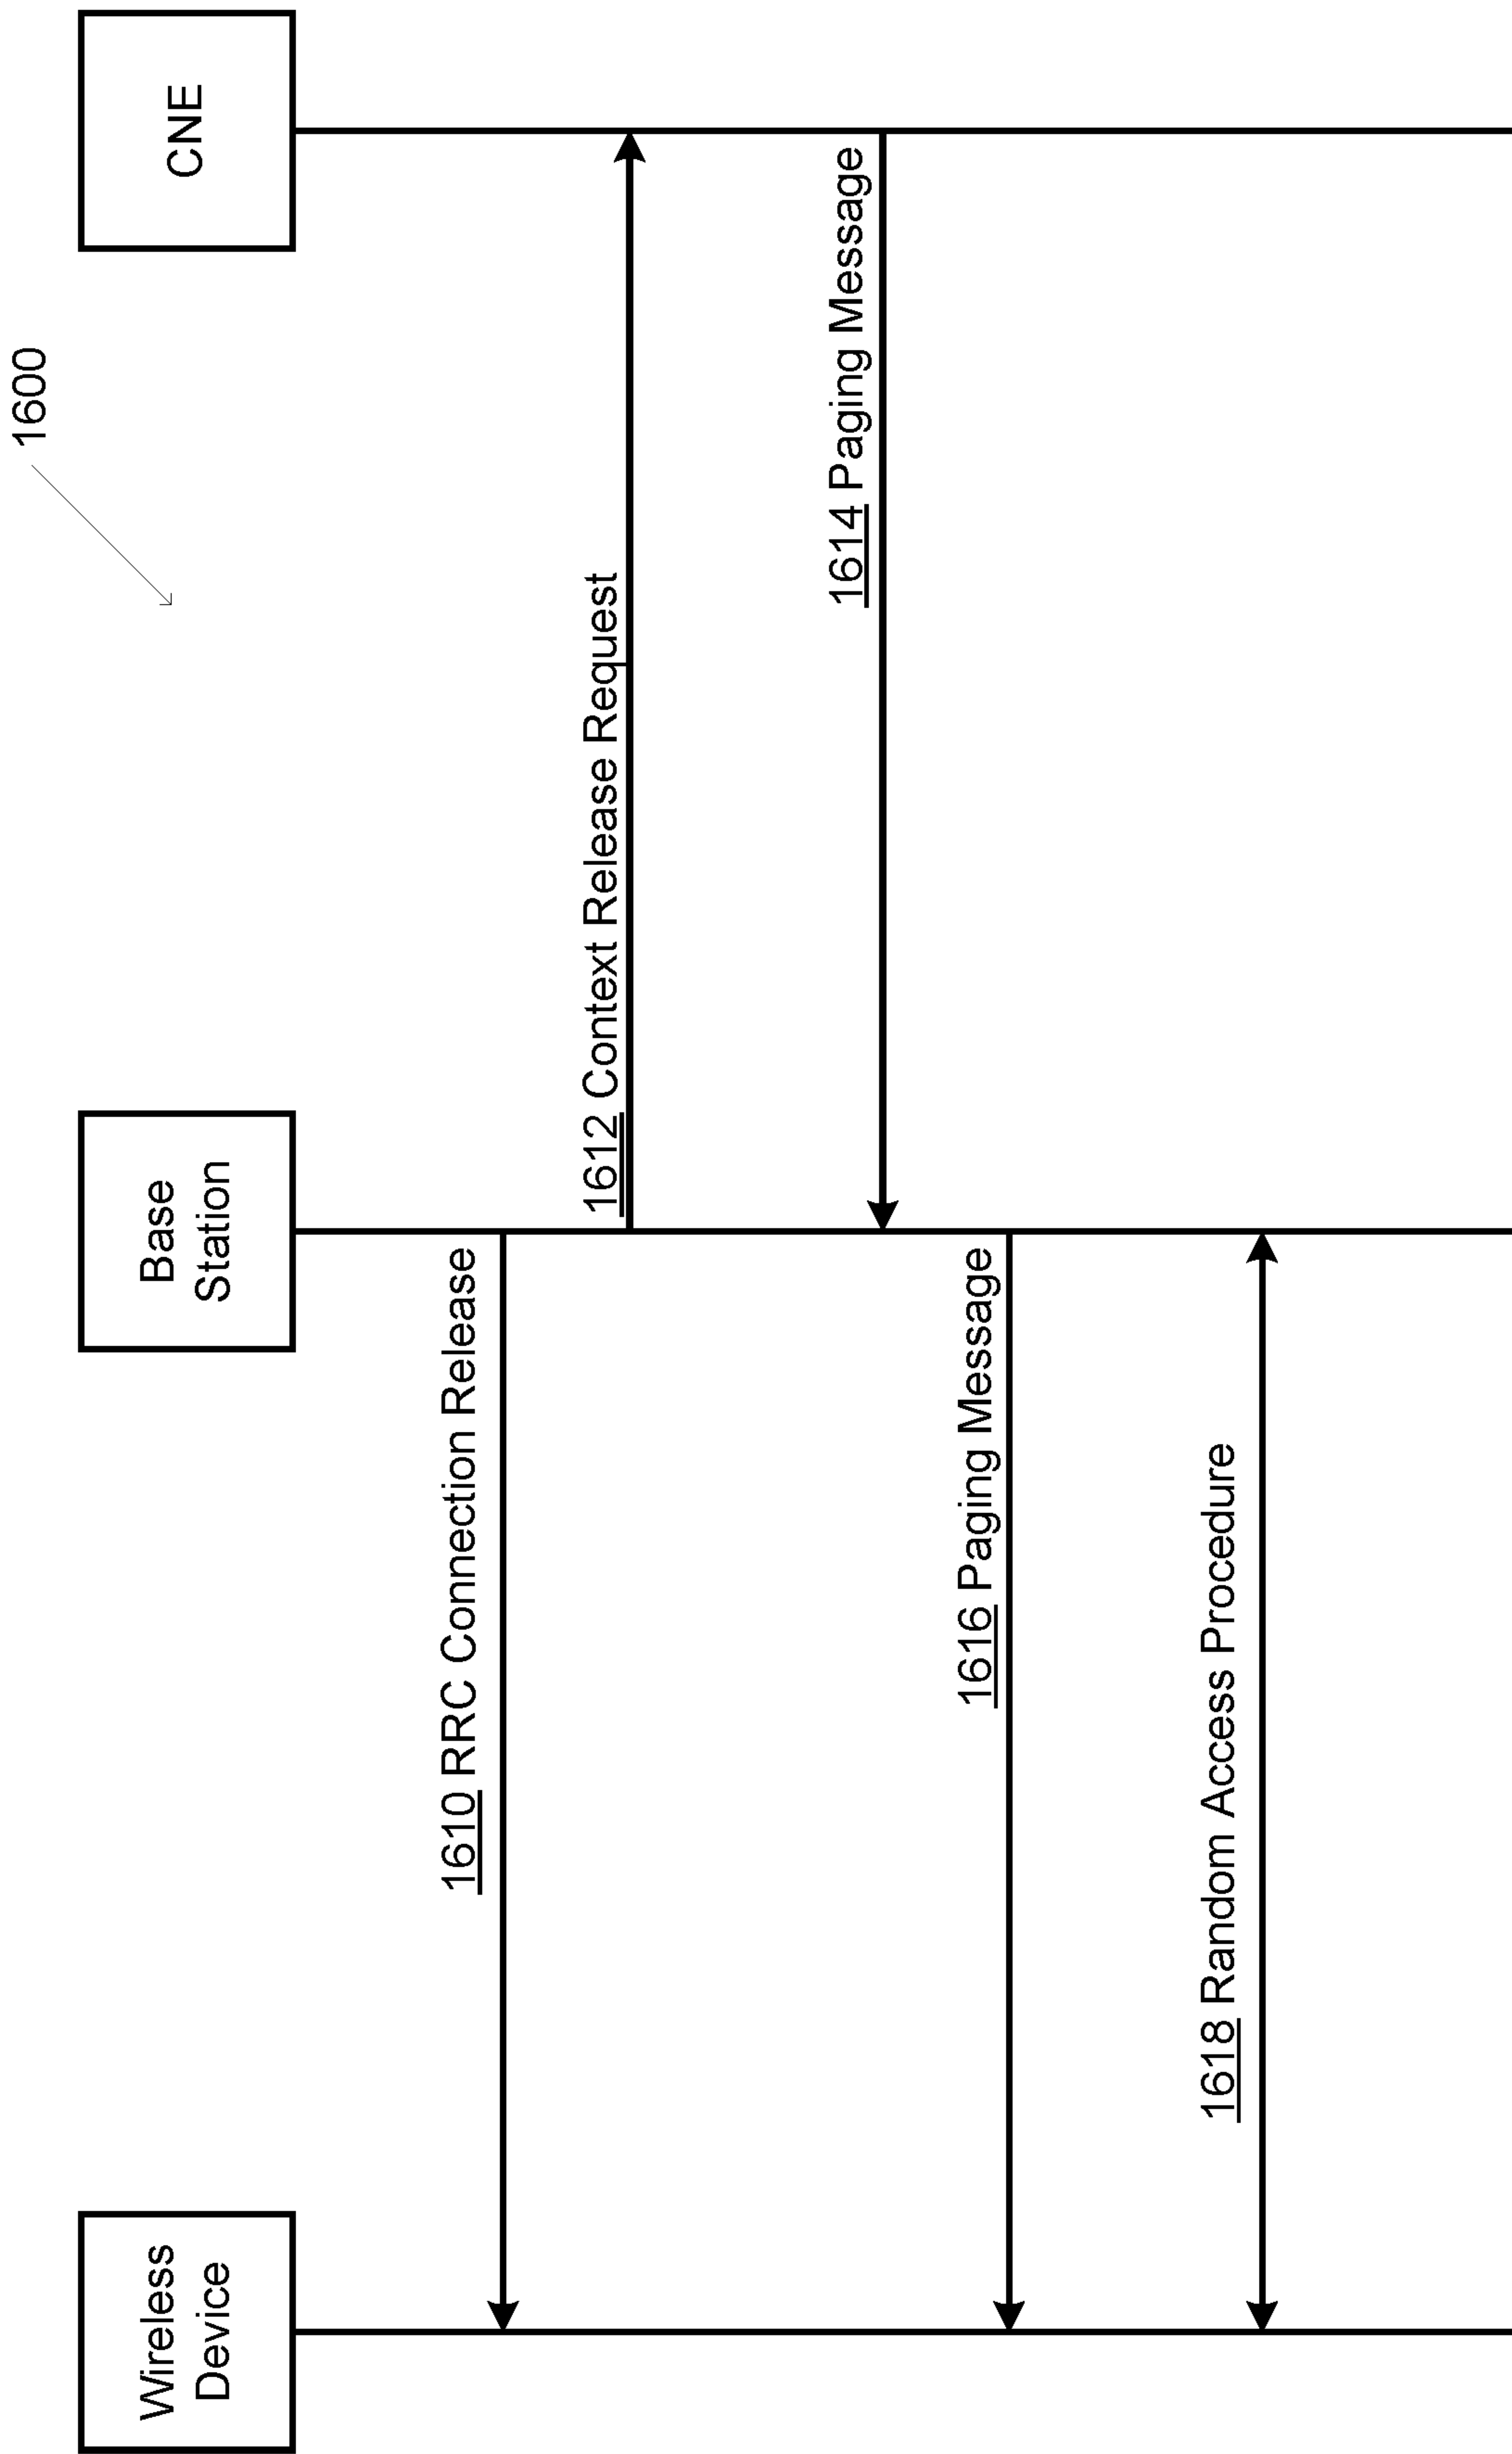 1600
Wireless
Device
Base
Station
CNE
1610 RRC Connection Release
1612 Context Release Request
1614 Paging Message
1616 Paging Message
1618 Random Access Procedure